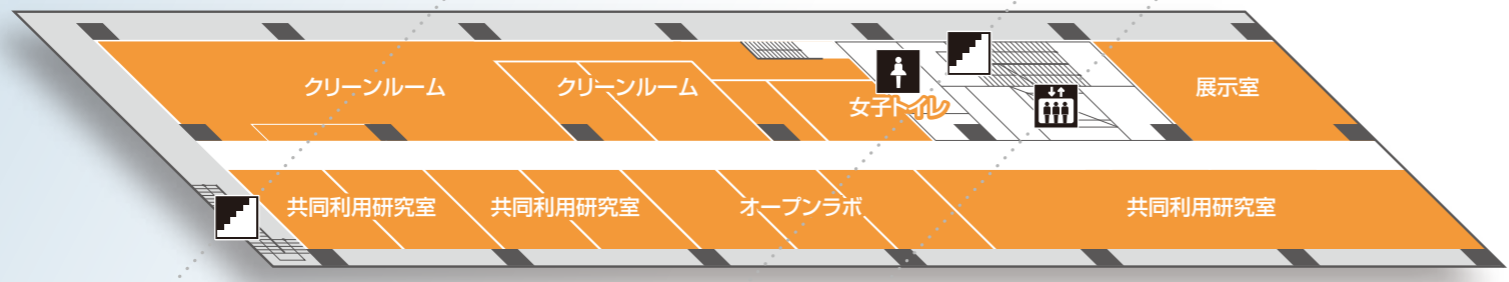 クリーンルーム
クリーンルーム
女子トイレ
展示室
共同利用研究室
共同利用研究室
オープンラボ
共同利用研究室